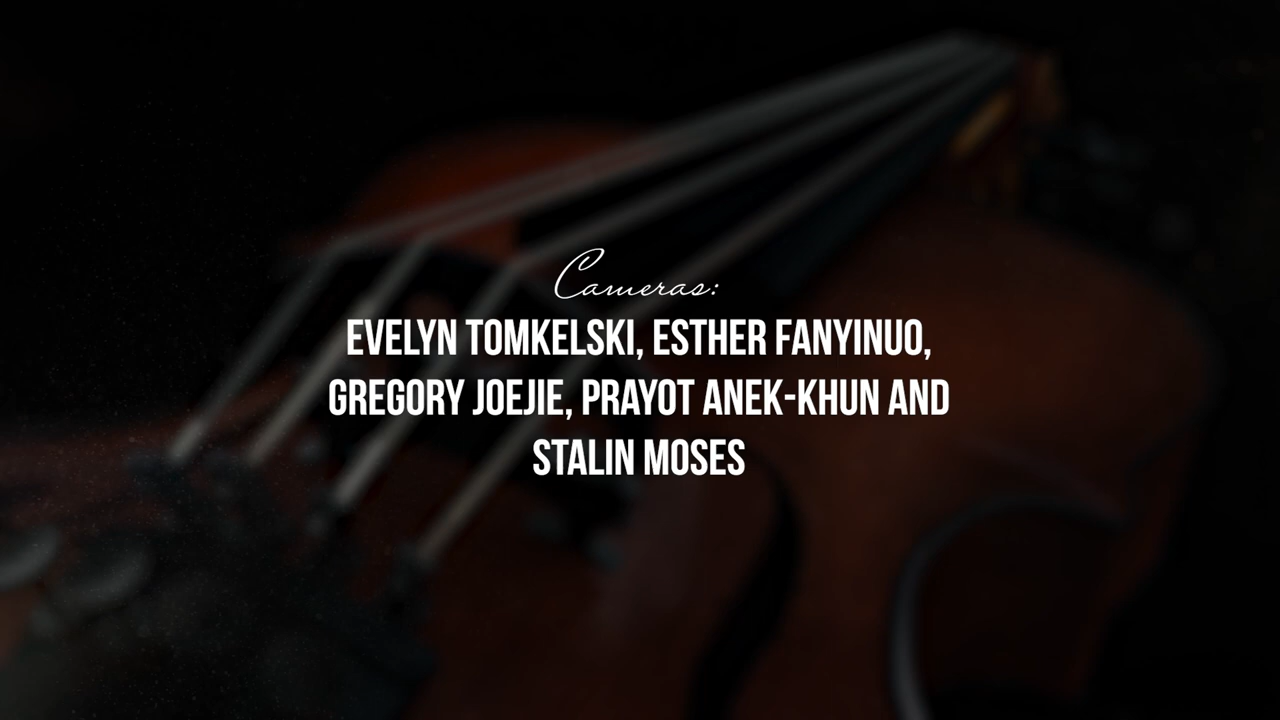 Cameras:
EVELYN TOMKELSKI, ESTHER FANYINUO,
GREGORY JOEJIE, PRAYOT ANEK-KHUN AND
STALIN MOSES